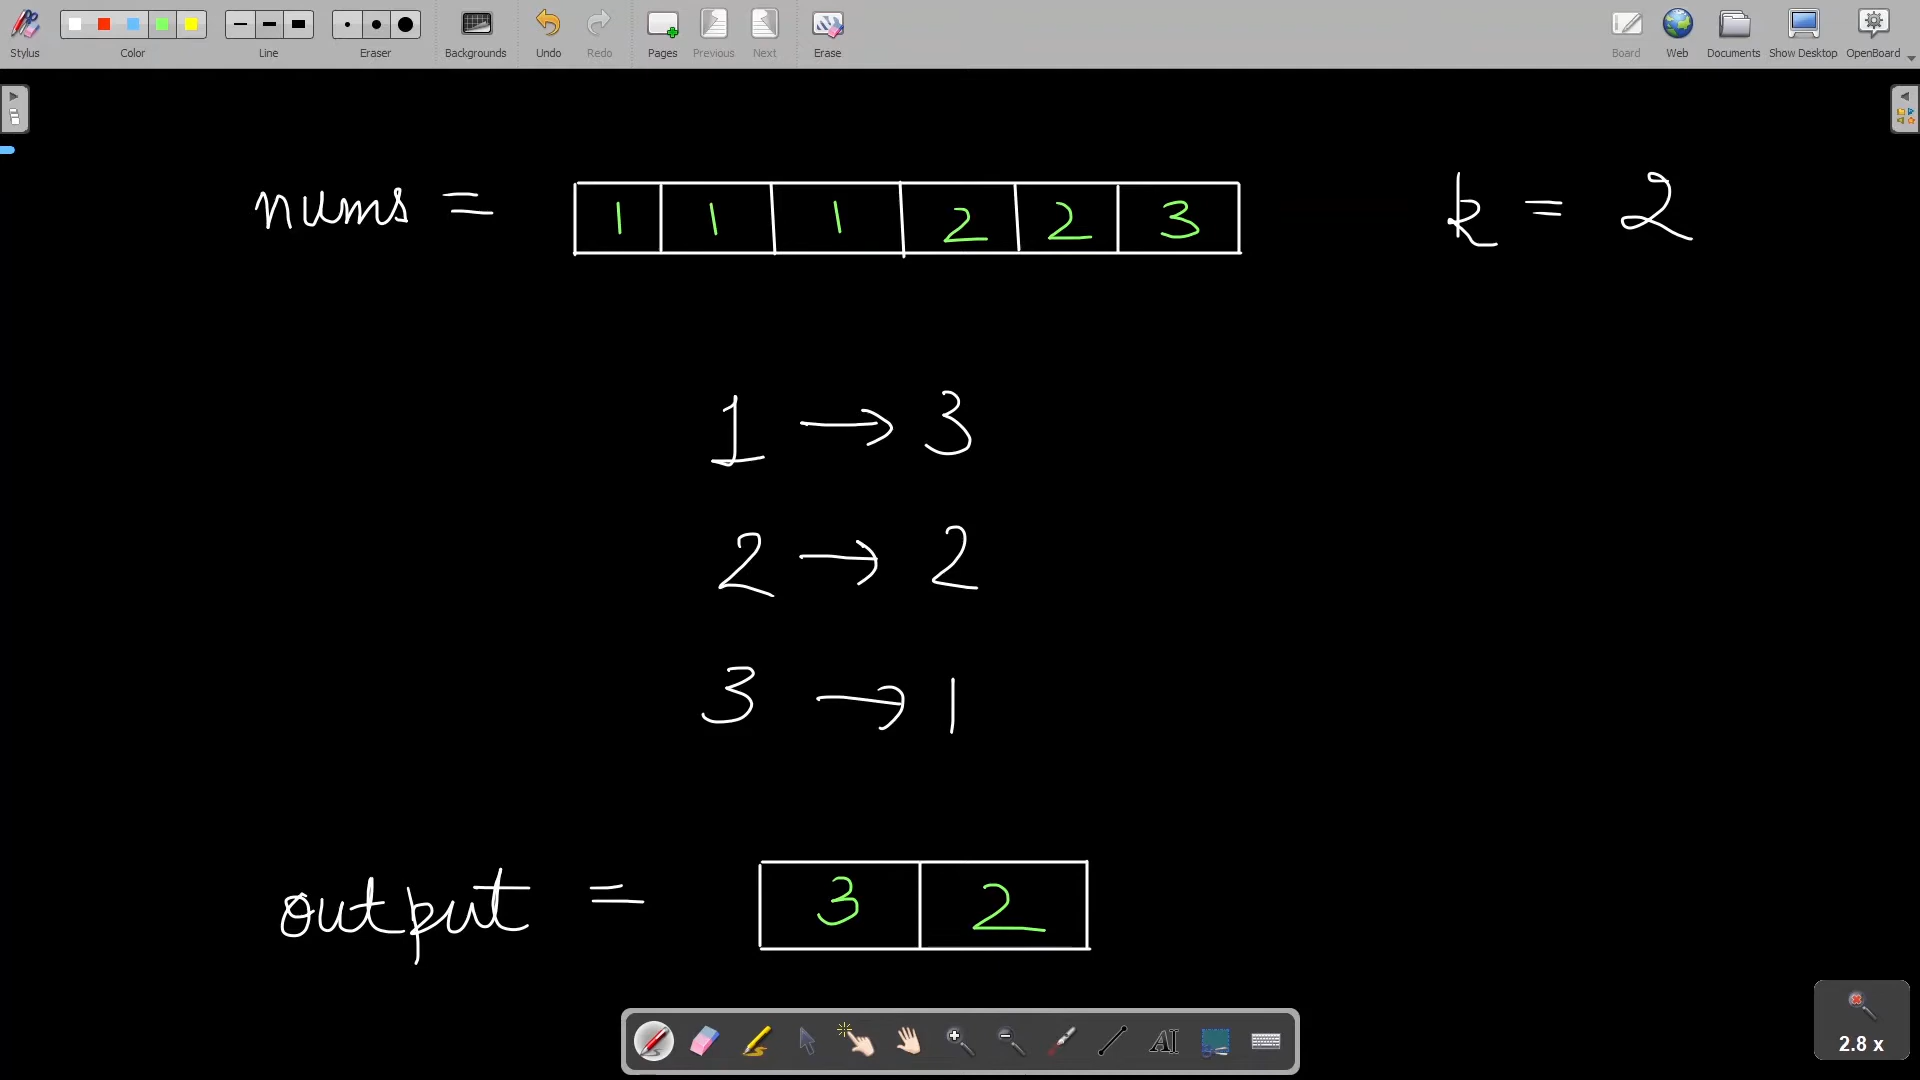 Stylus Color Line Eraser Backgrounds Undo Redo Pages Previous Next Erase Board Web Documents Show Desktop OpenBoard
nums = 1 1 1 2 2 3 k = 2
1 → 3
2 → 2
3 → 1
output = 3 2
AI
2.8 x